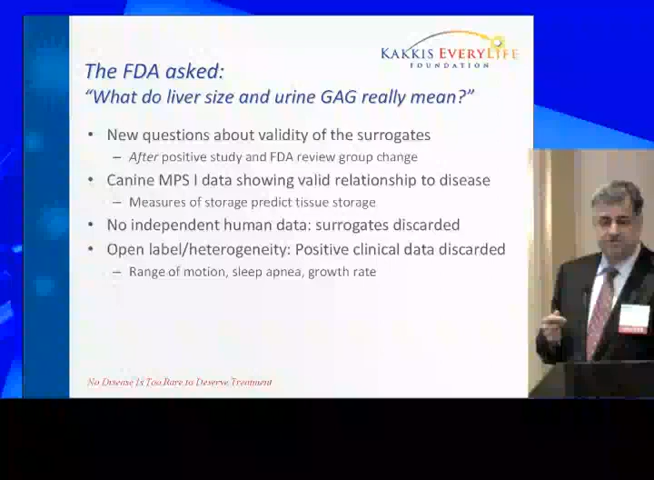 KAKKIS EVERYLIFE
FOUNDATION
The FDA asked:
"What do liver size and urine GAG really mean?"
• New questions about validity of the surrogates
– After positive study and FDA review group change
• Canine MPS I data showing valid relationship to disease
– Measures of storage predict tissue storage
• No independent human data: surrogates discarded
• Open label/heterogeneity: Positive clinical data discarded
– Range of motion, sleep apnea, growth rate
No Disease Is Too Rare to Deserve Treatment